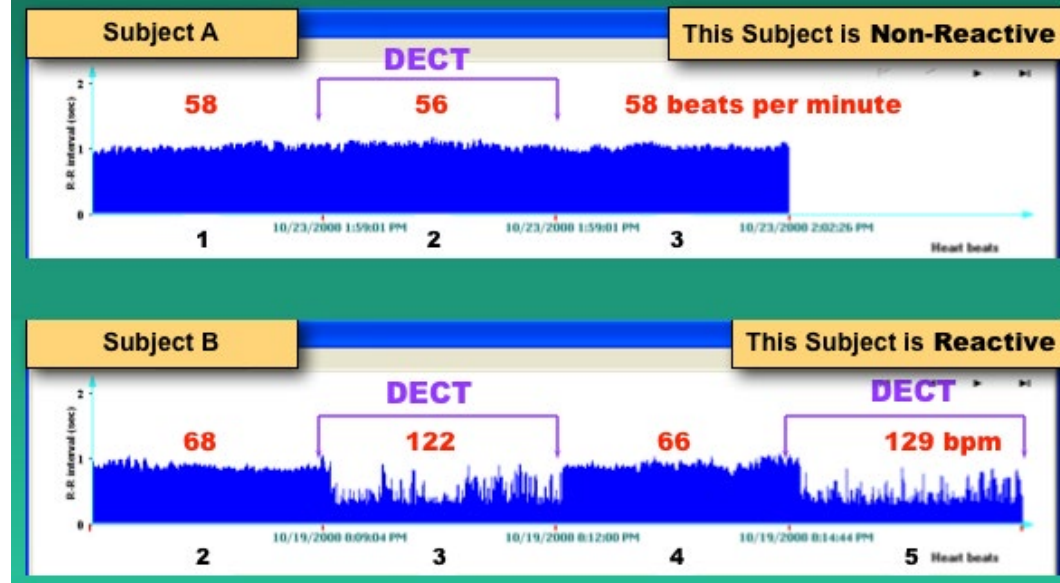 Subject A
This Subject is Non-Reactive
DECT
2
58
56
58 beats per minute
R-R interval (sec)
1
0
10/23/2008 1:59:01 PM
10/23/2008 1:59:01 PM
10/23/2008 2:02:26 PM
1
2
3
Heart beats
Subject B
This Subject is Reactive
DECT
DECT
2
68
122
66
129 bpm
R-R interval (sec)
1
0
10/19/2008 8:09:04 PM
10/19/2008 8:12:00 PM
10/19/2008 8:14:44 PM
2
3
4
5
Heart beats